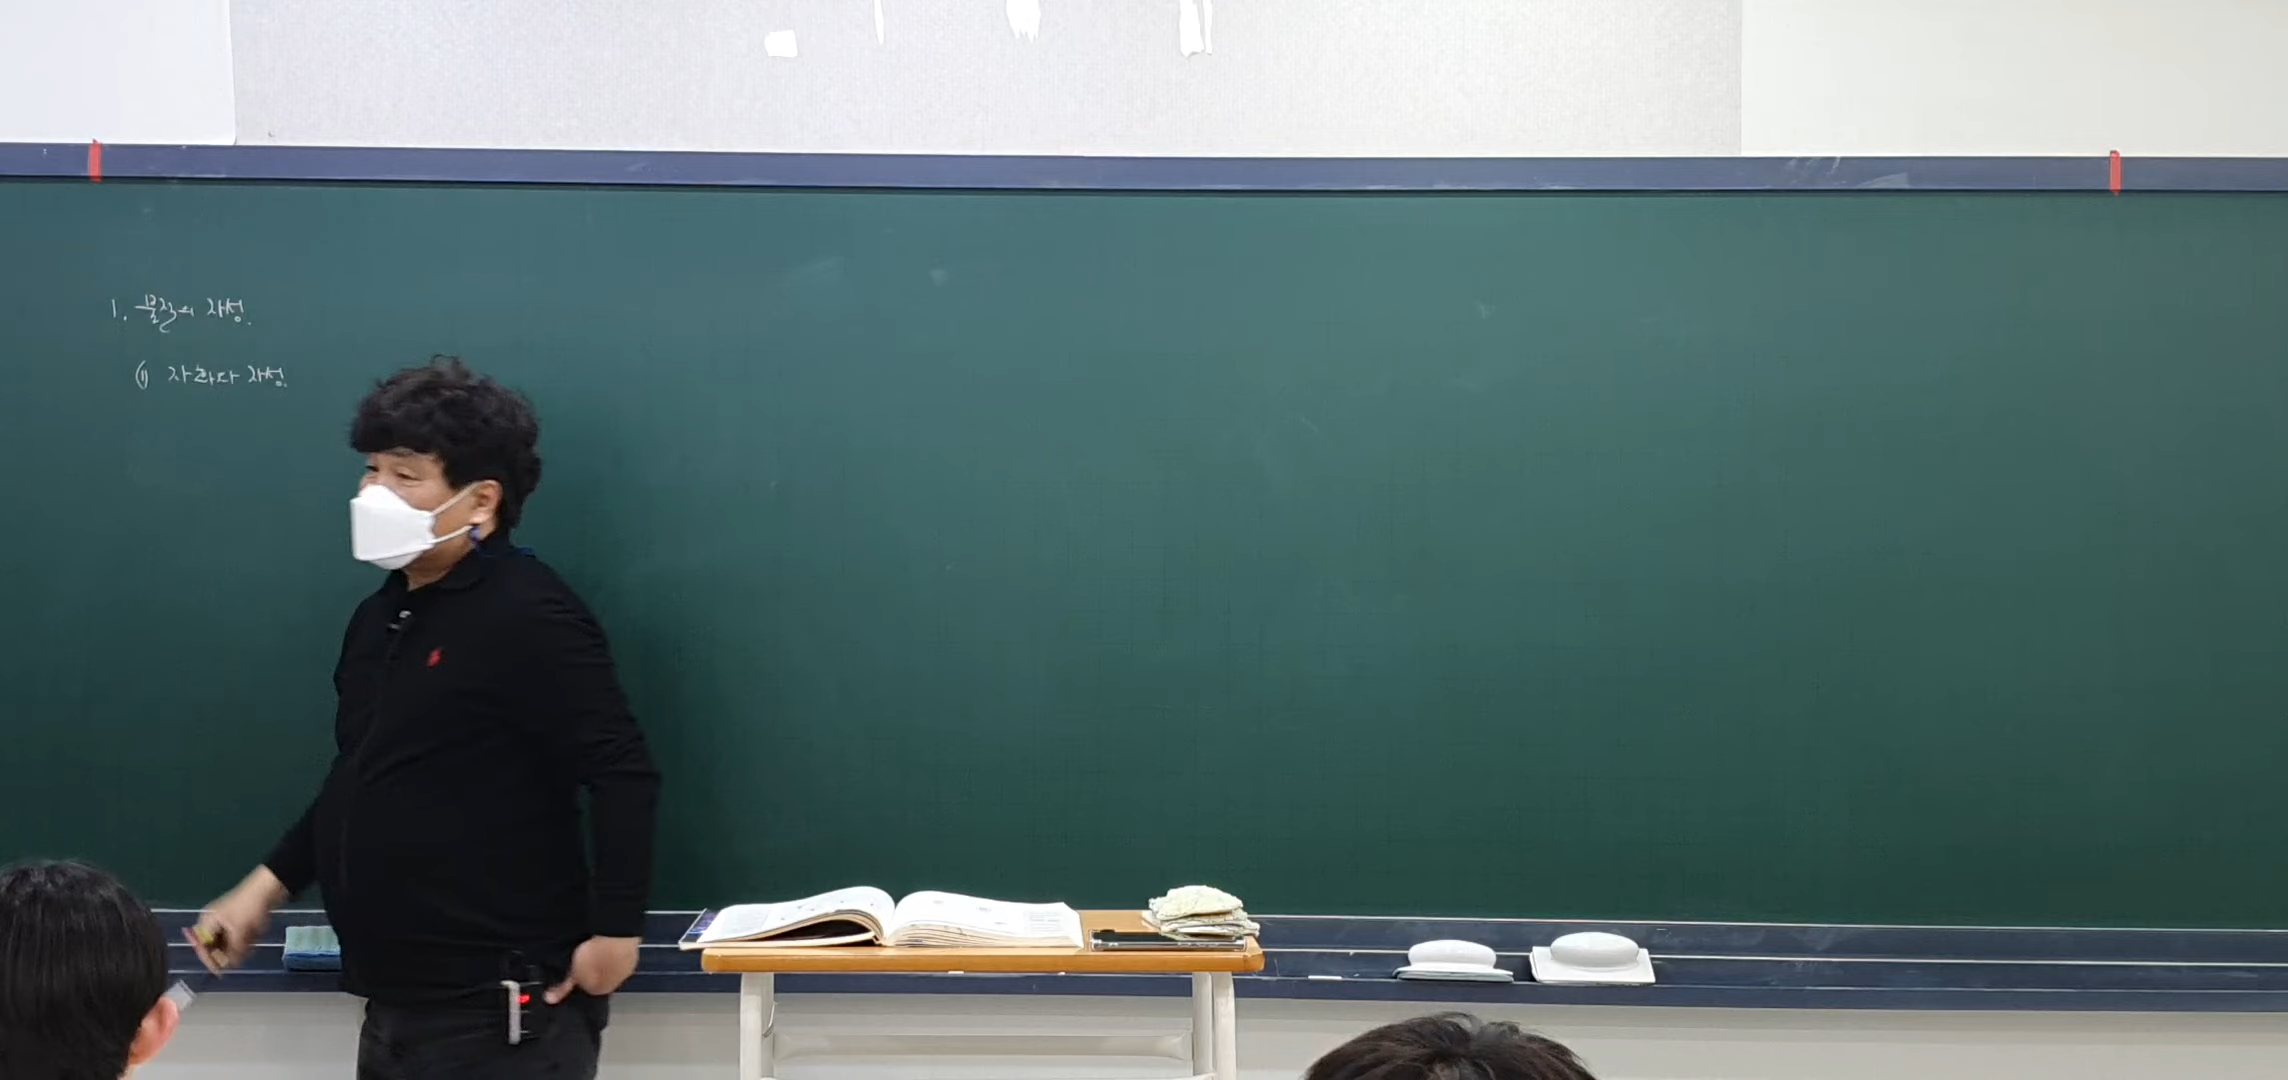 1. 물질의 자성.
(1) 자화와 자성.